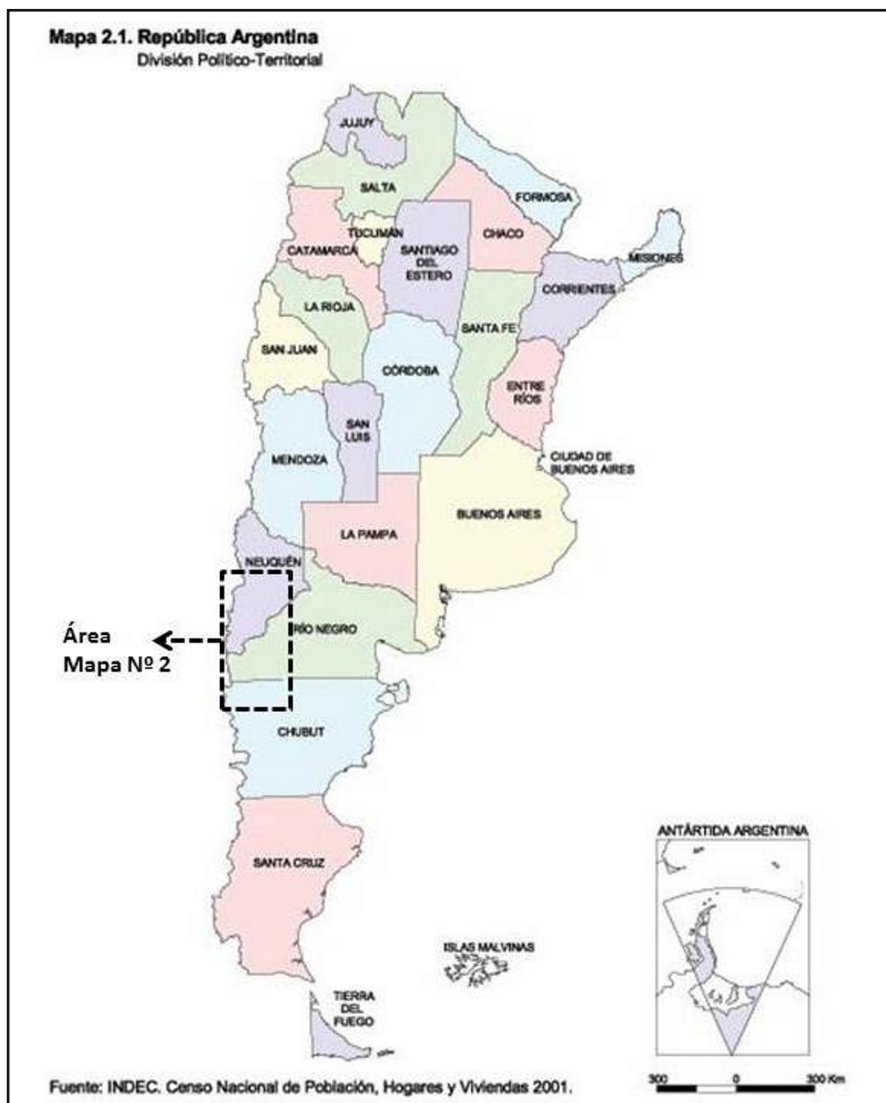 Mapa 2.1. República Argentina
División Político-Territorial
JUJUY
SALTA
FORMOSA
TUCUMÁN
CATAMARCA
SANTIAGO
DEL
ESTERO
CHACO
MISIONES
CORRIENTES
LA RIOJA
SANTA FE
SAN JUAN
CÓRDOBA
ENTRE
RÍOS
SAN
LUIS
MENDOZA
CIUDAD DE
BUENOS AIRES
BUENOS AIRES
LA PAMPA
NEUQUÉN
RÍO NEGRO
Área
Mapa Nº 2
CHUBUT
ANTÁRTIDA ARGENTINA
SANTA CRUZ
ISLAS MALVINAS
TIERRA
DEL
FUEGO
Fuente: INDEC. Censo Nacional de Población, Hogares y Viviendas 2001.
300 0 300 Km